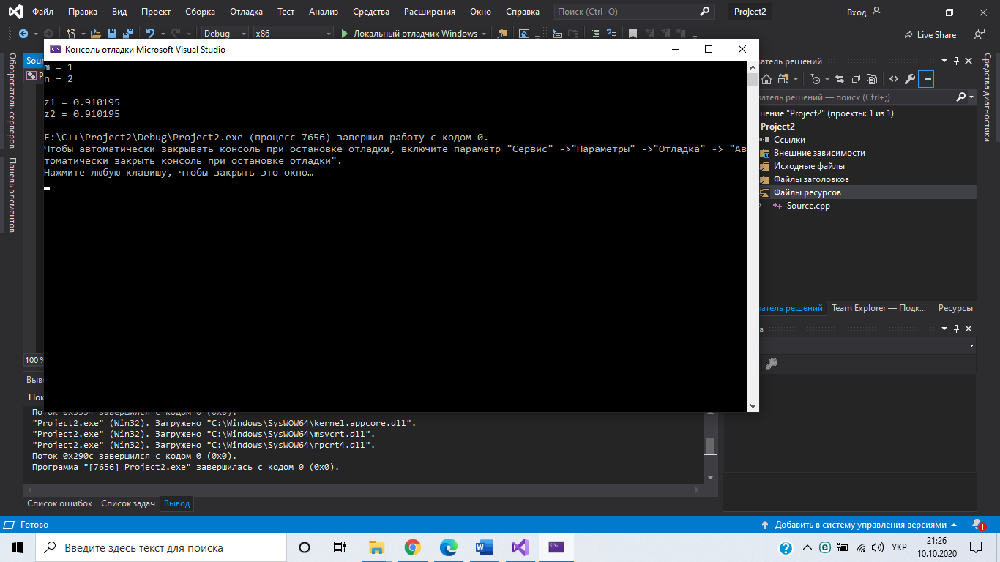 Файл Правка Вид Проект Сборка Отладка Тест Анализ Средства Расширения Окно Справка Поиск (Ctrl+Q) Project2 Вход
Debug x86 Локальный отладчик Windows Live Share
Консоль отладки Microsoft Visual Studio
m = 1
n = 2
z1 = 0.910195
z2 = 0.910195
E:\C++\Project2\Debug\Project2.exe (процесс 7656) завершил работу с кодом 0.
Чтобы автоматически закрывать консоль при остановке отладки, включите параметр "Сервис" ->"Параметры" ->"Отладка" -> "Ав
томатически закрыть консоль при остановке отладки".
Нажмите любую клавишу, чтобы закрыть это окно…
Обозреватель серверов
Панель элементов
Sour
100 %
ватель решений
ватель решений — поиск (Ctrl+;)
шение "Project2" (проекты: 1 из 1)
Project2
Ссылки
Внешние зависимости
Исходные файлы
Файлы заголовков
Файлы ресурсов
Source.cpp
ватель решений Team Explorer — Подк... Ресурсы
Средства диагностики
Выв
Пок
Поток завершился с кодом 0 (0x0).
"Project2.exe" (Win32). Загружено "C:\Windows\SysWOW64\kernel.appcore.dll".
"Project2.exe" (Win32). Загружено "C:\Windows\SysWOW64\msvcrt.dll".
"Project2.exe" (Win32). Загружено "C:\Windows\SysWOW64\rpcrt4.dll".
Поток 0x290c завершился с кодом 0 (0x0).
Программа "[7656] Project2.exe" завершилась с кодом 0 (0x0).
Список ошибок Список задач Вывод
Готово Добавить в систему управления версиями 1
Введите здесь текст для поиска УКР 21:26
10.10.2020